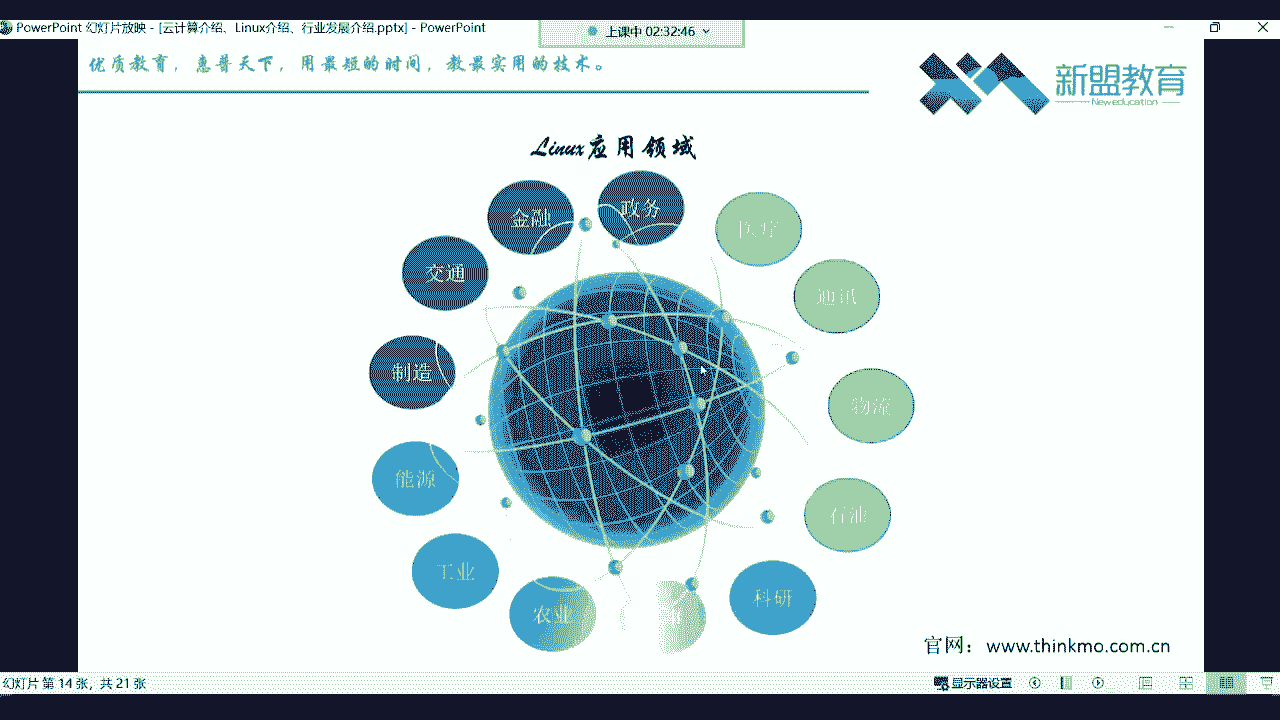 PowerPoint 幻灯片放映 - [云计算介绍、Linux介绍、行业发展介绍.pptx] - PowerPoint
上课中 02:32:46
优质教育，惠普天下，用最短的时间，教最实用的技术。
新盟教育
New education
Linux应用领域
金融
政务
医疗
交通
通讯
制造
物流
能源
石油
工业
农业
科研
官网：www.thinkmo.com.cn
幻灯片 第 14 张，共 21 张
显示器设置